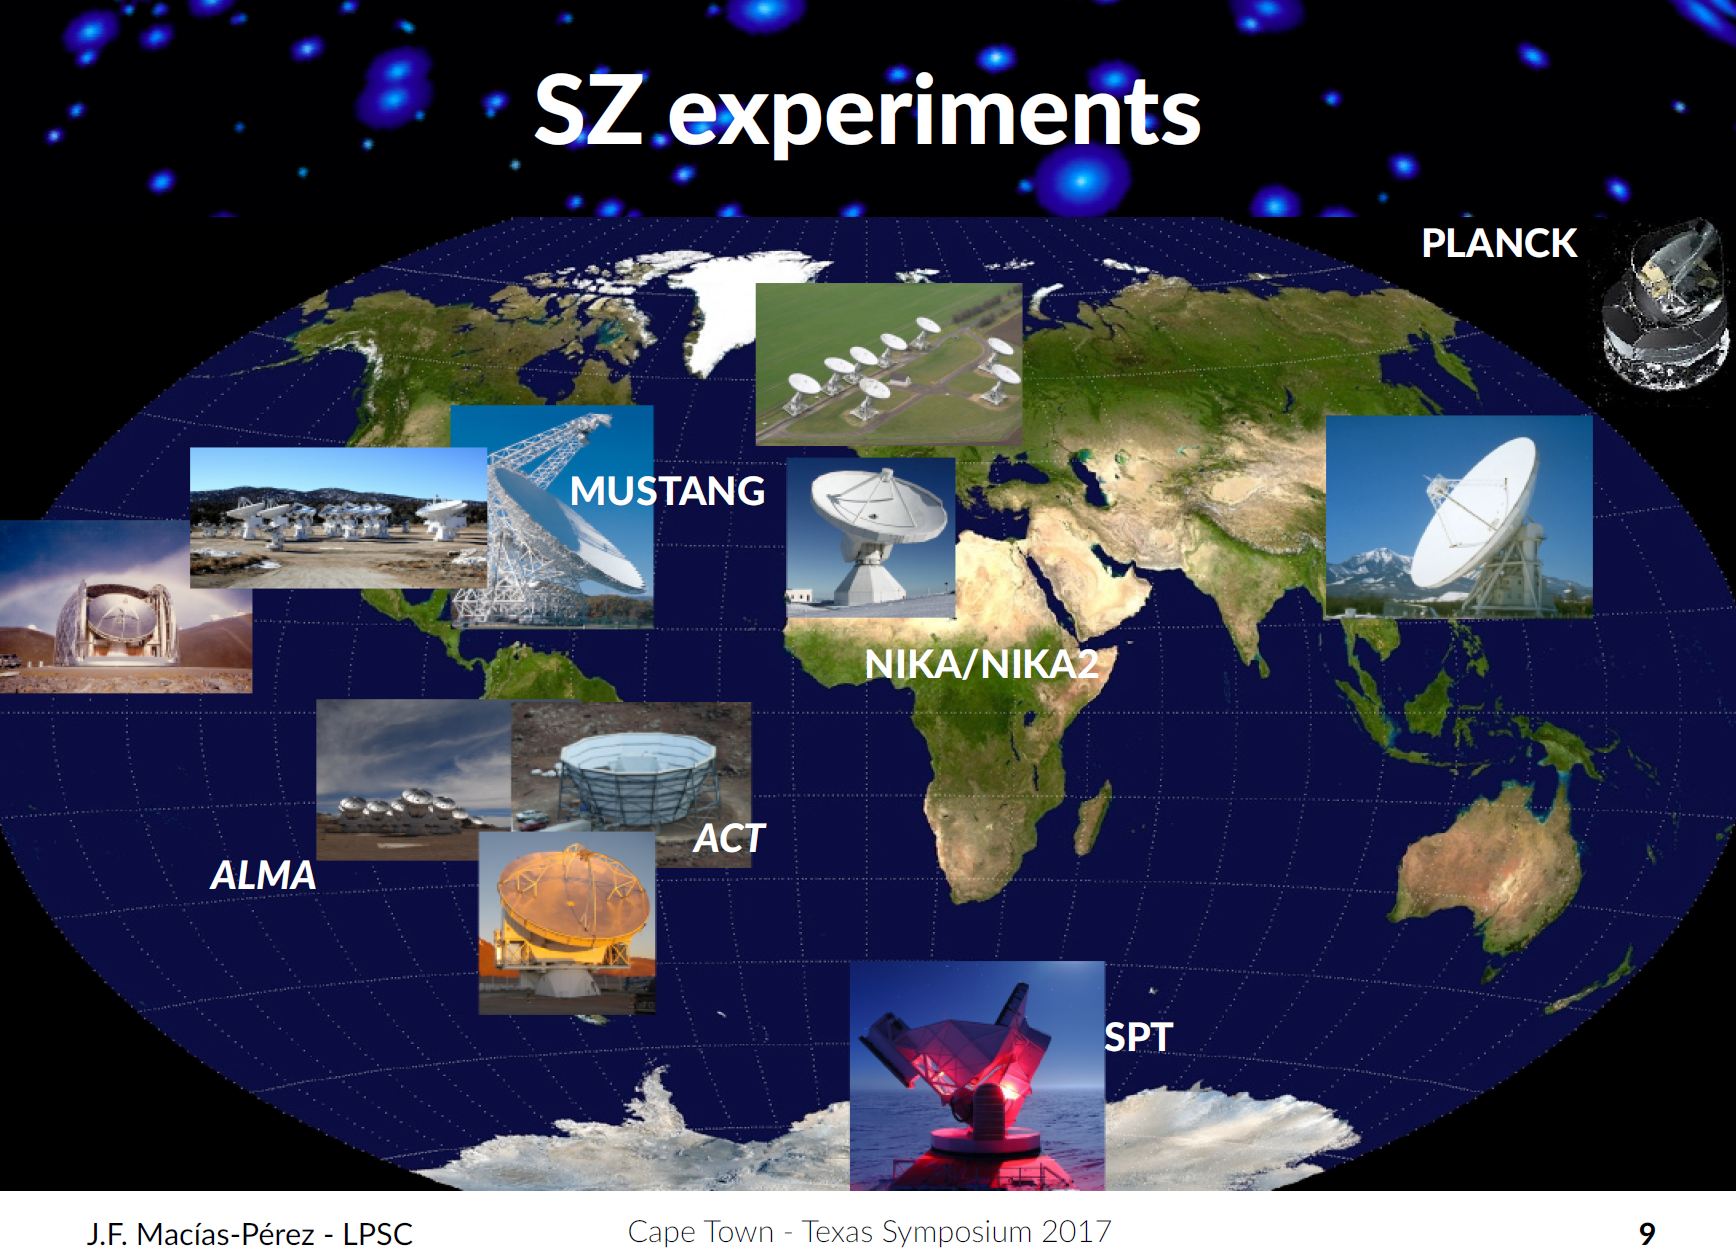 SZ experiments
PLANCK
MUSTANG
NIKA/NIKA2
ACT
ALMA
SPT
J.F. Macías-Pérez - LPSC
Cape Town - Texas Symposium 2017
9